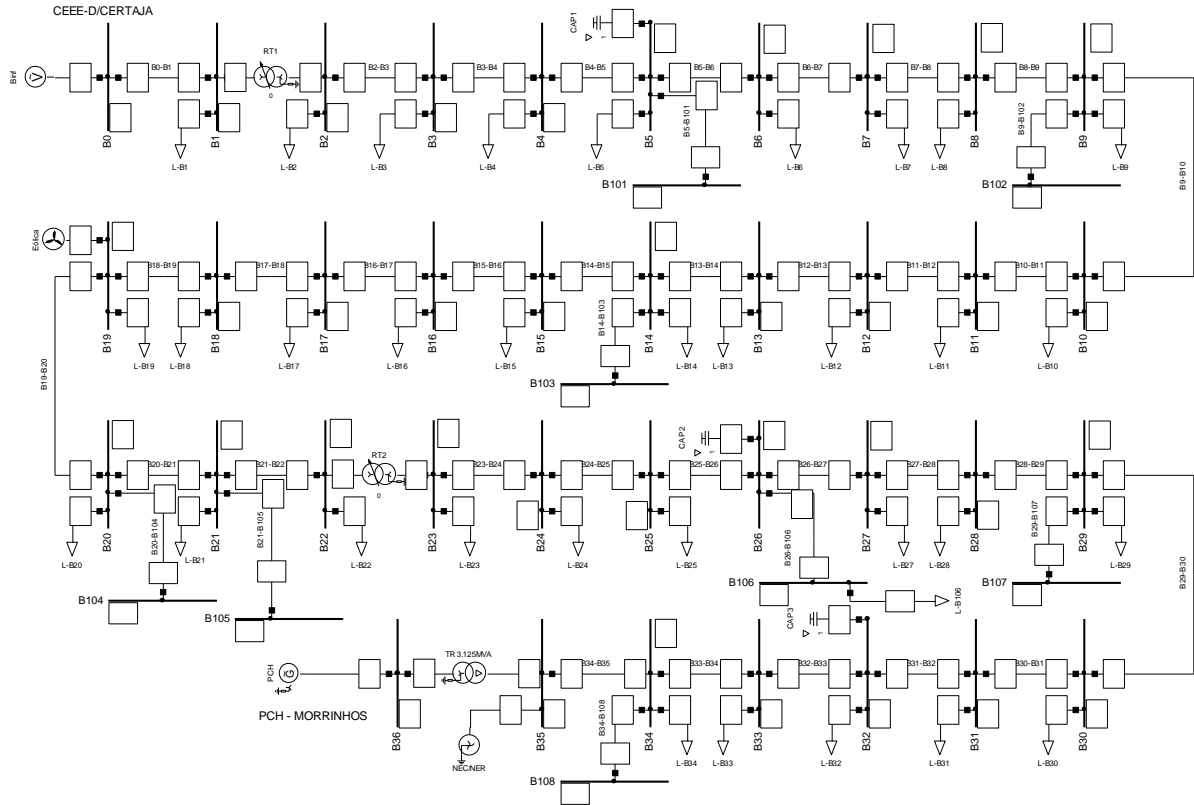 CEEE-D/CERTAJA
CAP1
1
RT1
0
Binf
B0-B1
B2-B3
B3-B4
B4-B5
B5-B6
B6-B7
B7-B8
B8-B9
B5-B101
B9-B102
B0
B1
B2
B3
B4
B5
B6
B7
B8
B9
L-B1
L-B2
L-B3
L-B4
L-B5
L-B6
L-B7
L-B8
L-B9
B9-B10
B101
B102
Eólica
B18-B19
B17-B18
B16-B17
B15-B16
B14-B15
B13-B14
B12-B13
B11-B12
B10-B11
B14-B103
B19
B18
B17
B16
B15
B14
B13
B12
B11
B10
L-B19
L-B18
L-B17
L-B16
L-B15
L-B14
L-B13
L-B12
L-B11
L-B10
B19-B20
B103
CAP2
1
RT2
0
B20-B21
B21-B22
B23-B24
B24-B25
B25-B26
B26-B27
B27-B28
B28-B29
B20-B104
B21-B105
B26-B106
B29-B107
B20
B21
B22
B23
B24
B25
B26
B27
B28
B29
L-B20
L-B21
L-B22
L-B23
L-B24
L-B25
L-B27
L-B28
L-B29
B29-B30
B104
B105
B106
B107
L-B106
CAP3
1
PCH
G
TR 3.125MVA
B34-B35
B33-B34
B32-B33
B31-B32
B30-B31
B34-B108
PCH - MORRINHOS
B36
B35
B34
B33
B32
B31
B30
NEC/NER
L-B34
L-B33
L-B32
L-B31
L-B30
B108